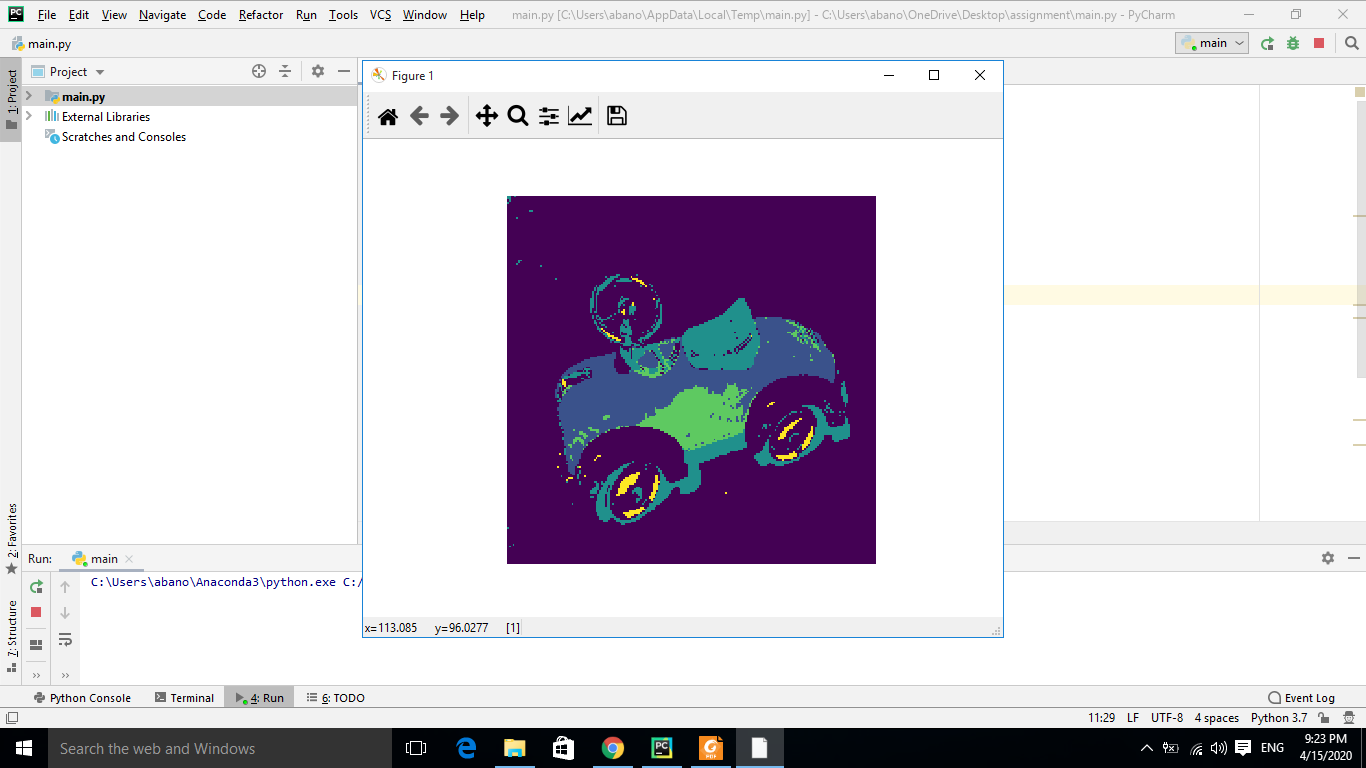 PC File Edit View Navigate Code Refactor Run Tools VCS Window Help main.py [C:\Users\abano\AppData\Local\Temp\main.py] - C:\Users\abano\OneDrive\Desktop\assignment\main.py - PyCharm
main.py
main
1: Project
Project
main.py
External Libraries
Scratches and Consoles
Figure 1
x=113.085 y=96.0277 [1]
2: Favorites
7: Structure
Run: main
C:\Users\abano\Anaconda3\python.exe C:/
Python Console Terminal 4: Run 6: TODO Event Log
11:29 LF UTF-8 4 spaces Python 3.7
Search the web and Windows
PC
ENG
9:23 PM
4/15/2020